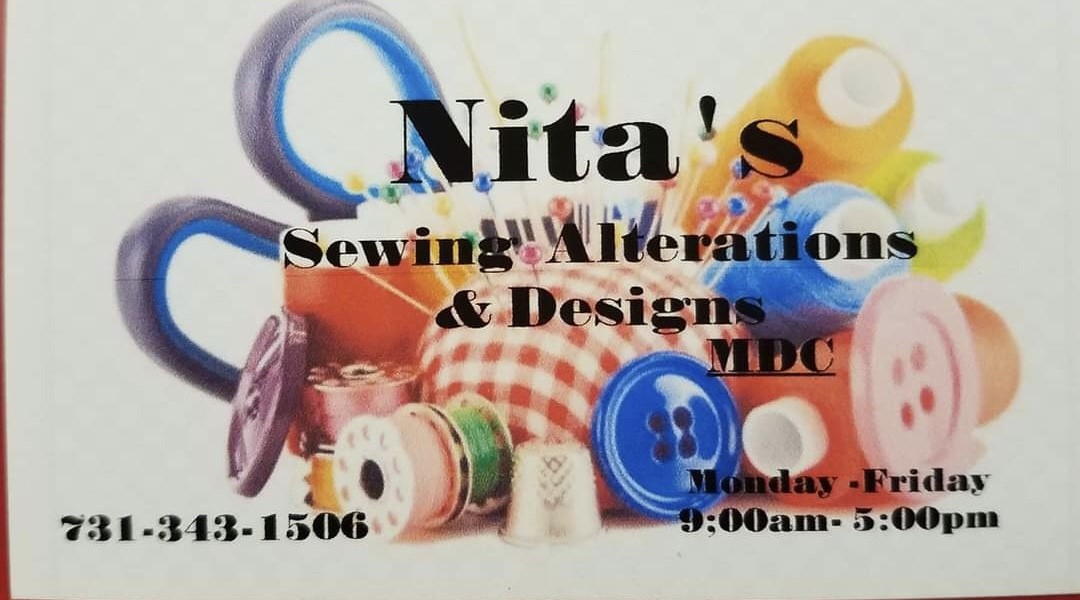 Nita's
Sewing Alterations
& Designs
MDC
Monday -Friday
9;00am- 5:00pm
731-343-1506